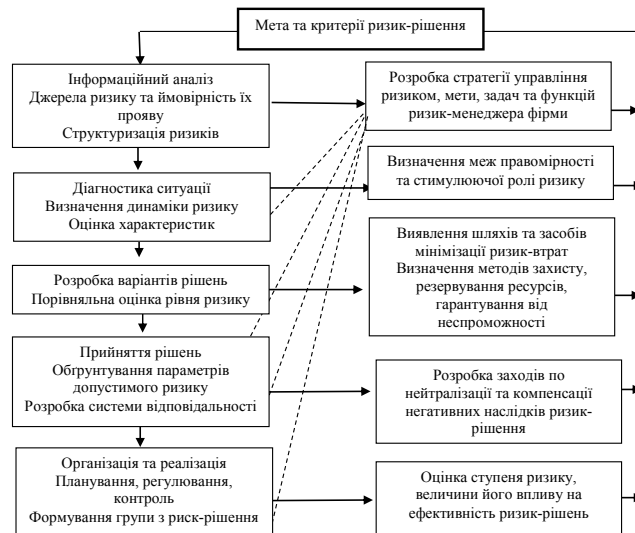 Мета та критерії ризик-рішення
Інформаційний аналіз
Джерела ризику та ймовірність їх
прояву
Структуризація ризиків
Розробка стратегії управління
ризиком, мети, задач та функцій
ризик-менеджера фірми
Діагностика ситуації
Визначення динаміки ризику
Оцінка характеристик
Визначення меж правомірності
та стимулюючої ролі ризику
Розробка варіантів рішень
Порівняльна оцінка рівня ризику
Виявлення шляхів та засобів
мінімізації ризик-втрат
Визначення методів захисту,
резервування ресурсів,
гарантування від
неспроможності
Прийняття рішень
Обґрунтування параметрів
допустимого ризику
Розробка системи відповідальності
Розробка заходів по
нейтралізації та компенсації
негативних наслідків ризик-
рішення
Організація та реалізація
Планування, регулювання,
контроль
Формування групи з риск-рішення
Оцінка ступеня ризику,
величини його впливу на
ефективність ризик-рішень